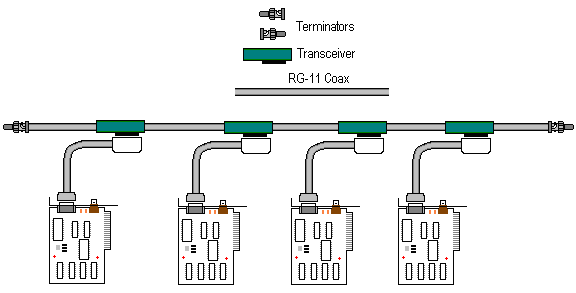 Terminators
Transceiver
RG-11 Coax